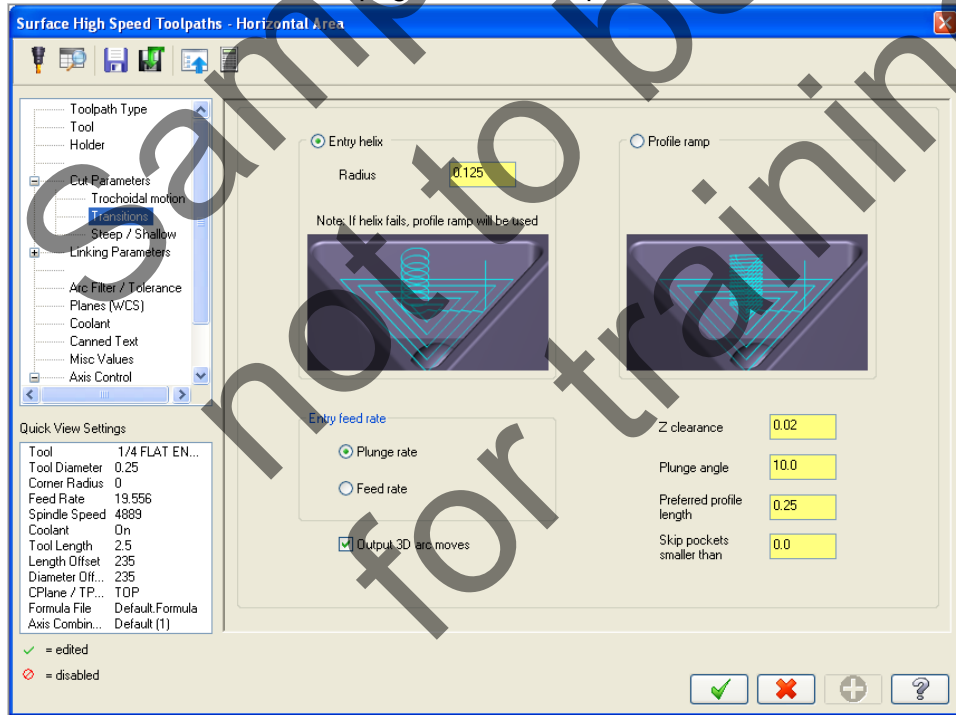 Surface High Speed Toolpaths - Horizontal Area
Toolpath Type
Tool
Holder
Cut Parameters
Trochoidal motion
Transitions
Steep / Shallow
Linking Parameters
Arc Filter / Tolerance
Planes (WCS)
Coolant
Canned Text
Misc Values
Axis Control
Quick View Settings
Tool 1/4 FLAT EN...
Tool Diameter 0.25
Corner Radius 0
Feed Rate 19.556
Spindle Speed 4889
Coolant On
Tool Length 2.5
Length Offset 235
Diameter Off... 235
CPlane / TP... TOP
Formula File Default.Formula
Axis Combin... Default (1)
= edited
= disabled
Entry helix
Radius 0.125
Note: If helix fails, profile ramp will be used
Profile ramp
Entry feed rate
Plunge rate
Feed rate
Output 3D arc moves
Z clearance 0.02
Plunge angle 10.0
Preferred profile
length 0.25
Skip pockets
smaller than 0.0
not to b
for trainin